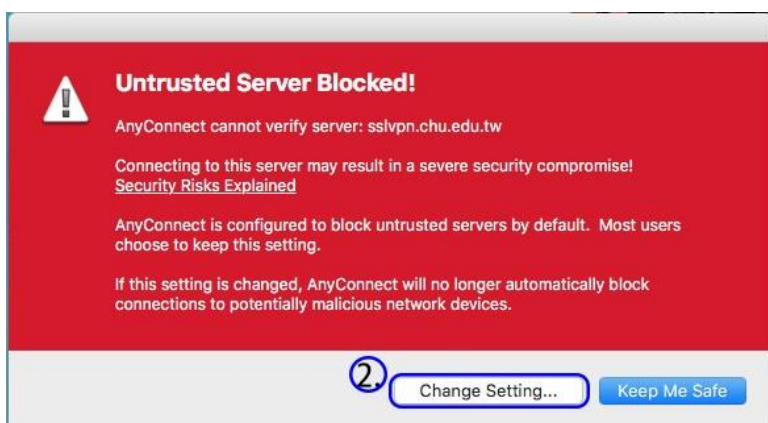 Untrusted Server Blocked!
AnyConnect cannot verify server: sslvpn.chu.edu.tw
Connecting to this server may result in a severe security compromise!
Security Risks Explained
AnyConnect is configured to block untrusted servers by default.  Most users
choose to keep this setting.
If this setting is changed, AnyConnect will no longer automatically block
connections to potentially malicious network devices.
2. Change Setting... Keep Me Safe